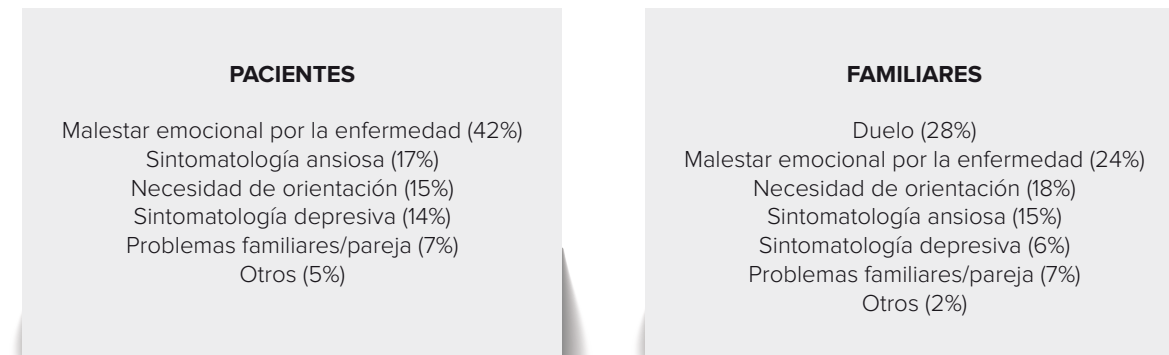 PACIENTES
Malestar emocional por la enfermedad (42%)
Sintomatología ansiosa (17%)
Necesidad de orientación (15%)
Sintomatología depresiva (14%)
Problemas familiares/pareja (7%)
Otros (5%)
FAMILIARES
Duelo (28%)
Malestar emocional por la enfermedad (24%)
Necesidad de orientación (18%)
Sintomatología ansiosa (15%)
Sintomatología depresiva (6%)
Problemas familiares/pareja (7%)
Otros (2%)